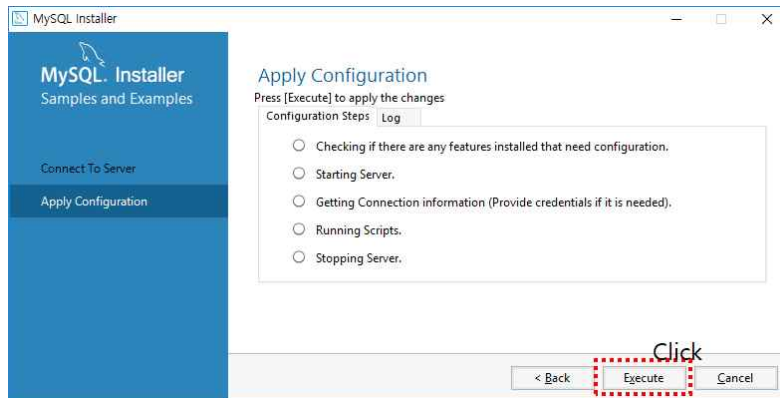 MySQL Installer
MySQL. Installer
Samples and Examples
Connect To Server
Apply Configuration
Apply Configuration
Press [Execute] to apply the changes
Configuration Steps Log
Checking if there are any features installed that need configuration.
Starting Server.
Getting Connection information (Provide credentials if it is needed).
Running Scripts.
Stopping Server.
Click
< Back Execute Cancel